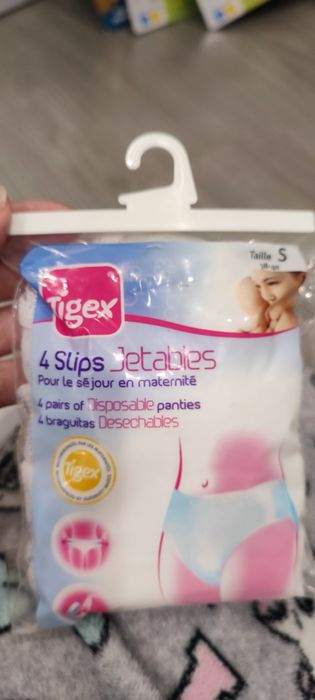 Taille S
Tigex
4 Slips Jetables
Pour le séjour en maternité
4 pairs of Disposable panties
4 braguitas Desechables
Tigex